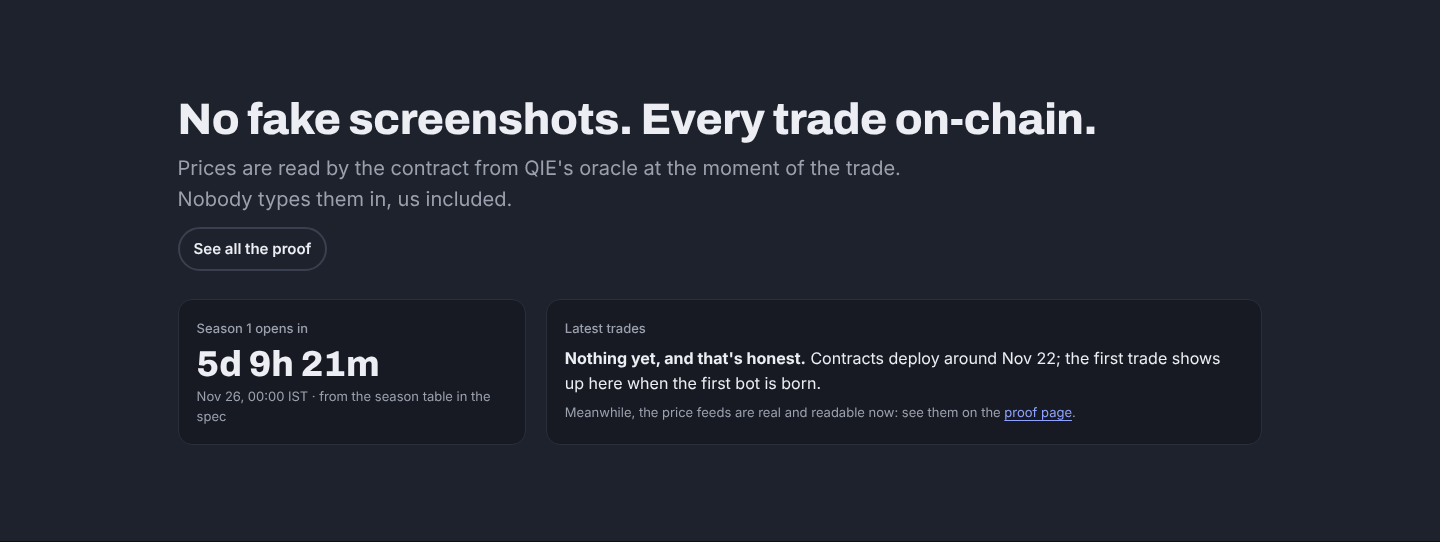 No fake screenshots. Every trade on-chain.
Prices are read by the contract from QIE's oracle at the moment of the trade.
Nobody types them in, us included.
See all the proof
Season 1 opens in
5d 9h 21m
Nov 26, 00:00 IST · from the season table in the
spec
Latest trades
Nothing yet, and that's honest. Contracts deploy around Nov 22; the first trade shows
up here when the first bot is born.
Meanwhile, the price feeds are real and readable now: see them on the proof page.